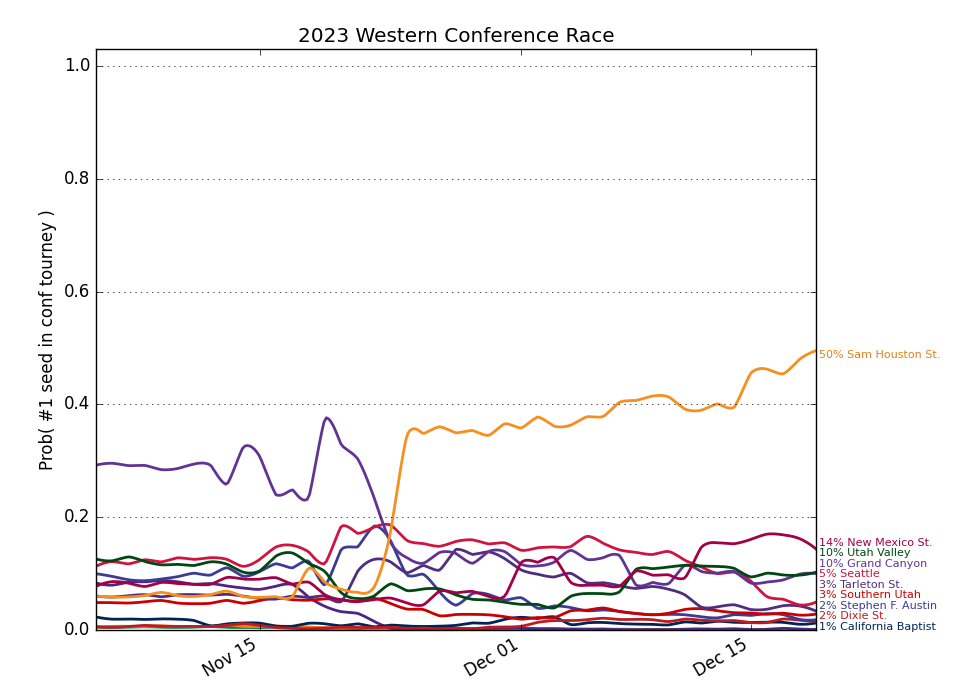 2023 Western Conference Race
Prob( #1 seed in conf tourney )
1.0
0.8
0.6
0.4
0.2
0.0
Nov 15
Dec 01
Dec 15
50% Sam Houston St.
14% New Mexico St.
10% Utah Valley
10% Grand Canyon
5% Seattle
3% Tarleton St.
3% Southern Utah
2% Stephen F. Austin
2% Dixie St.
1% California Baptist